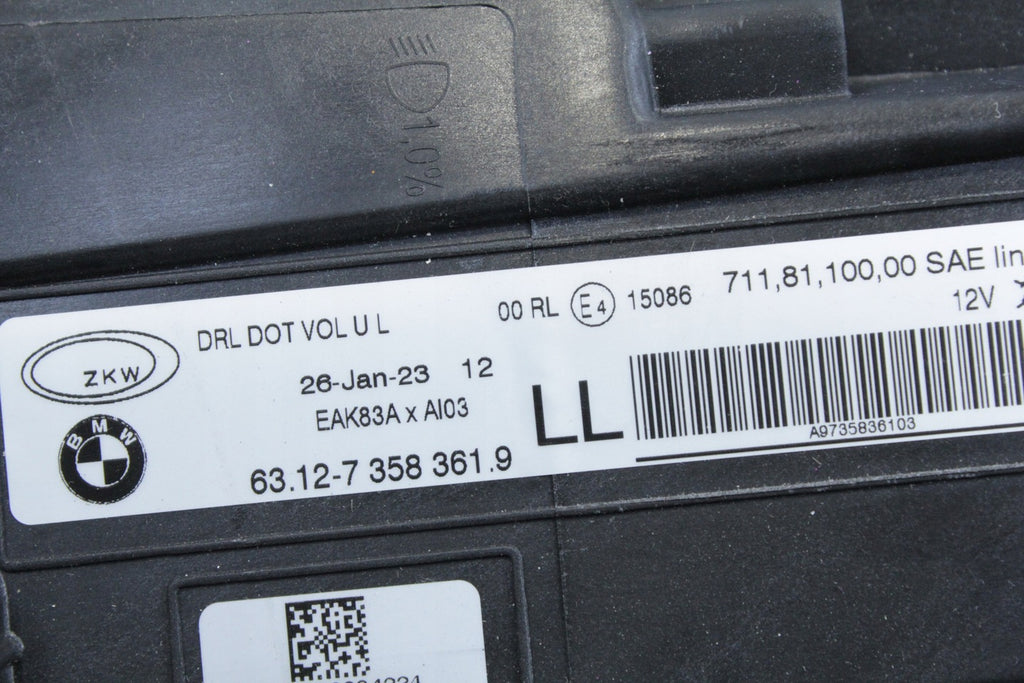 1,0%
711,81,100,00 SAE lin
00 RL E4 15086
12V
DRL DOT VOL U L
ZKW
26-Jan-23 12
EAK83A x AI03
LL
A9735836103
BMW
63.12-7 358 361.9